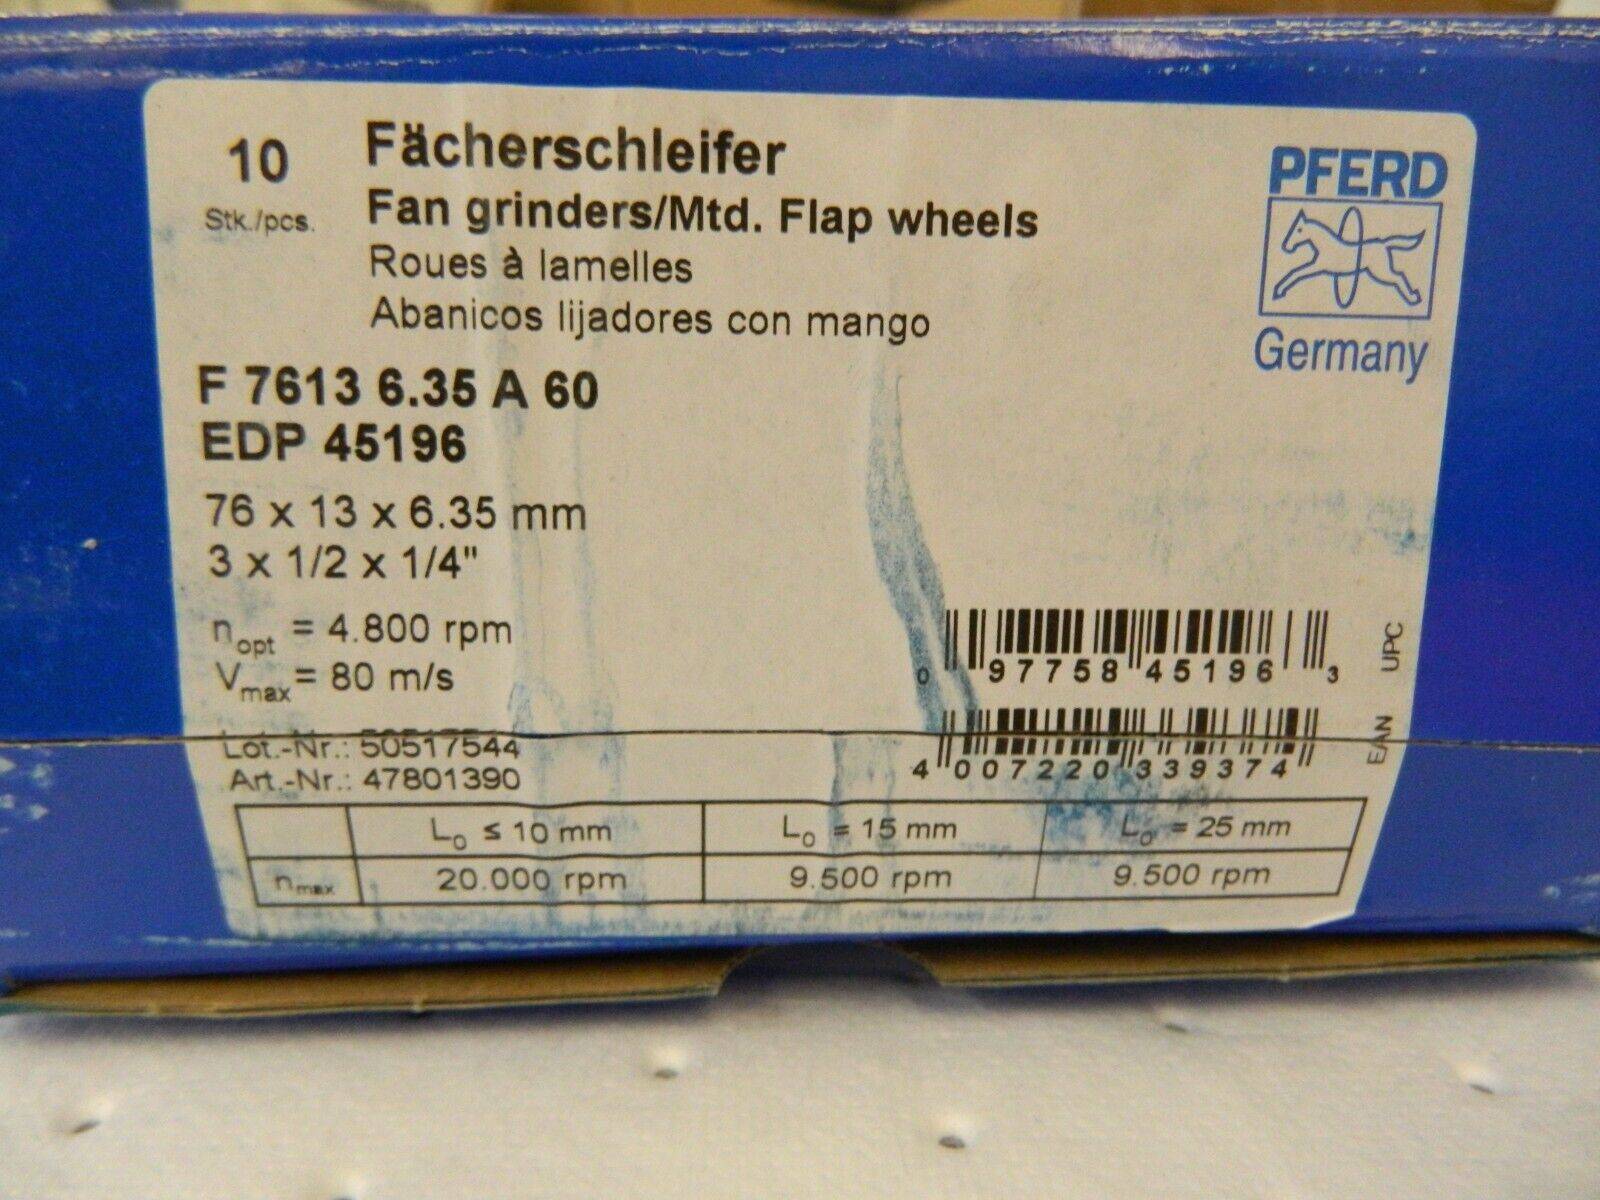 10
Stk./pcs.
Fächerschleifer
Fan grinders/Mtd. Flap wheels
Roues à lamelles
Abanicos lijadores con mango
PFERD
Germany
F 7613 6.35 A 60
EDP 45196
76 x 13 x 6.35 mm
3 x 1/2 x 1/4"
nopt = 4.800 rpm
Vmax = 80 m/s
0 97758 45196 3
UPC
Lot.-Nr.: 50517544
Art.-Nr.: 47801390
4 007220 339374
EAN
Lo ≤ 10 mm Lo = 15 mm Lo = 25 mm
nmax 20.000 rpm 9.500 rpm 9.500 rpm